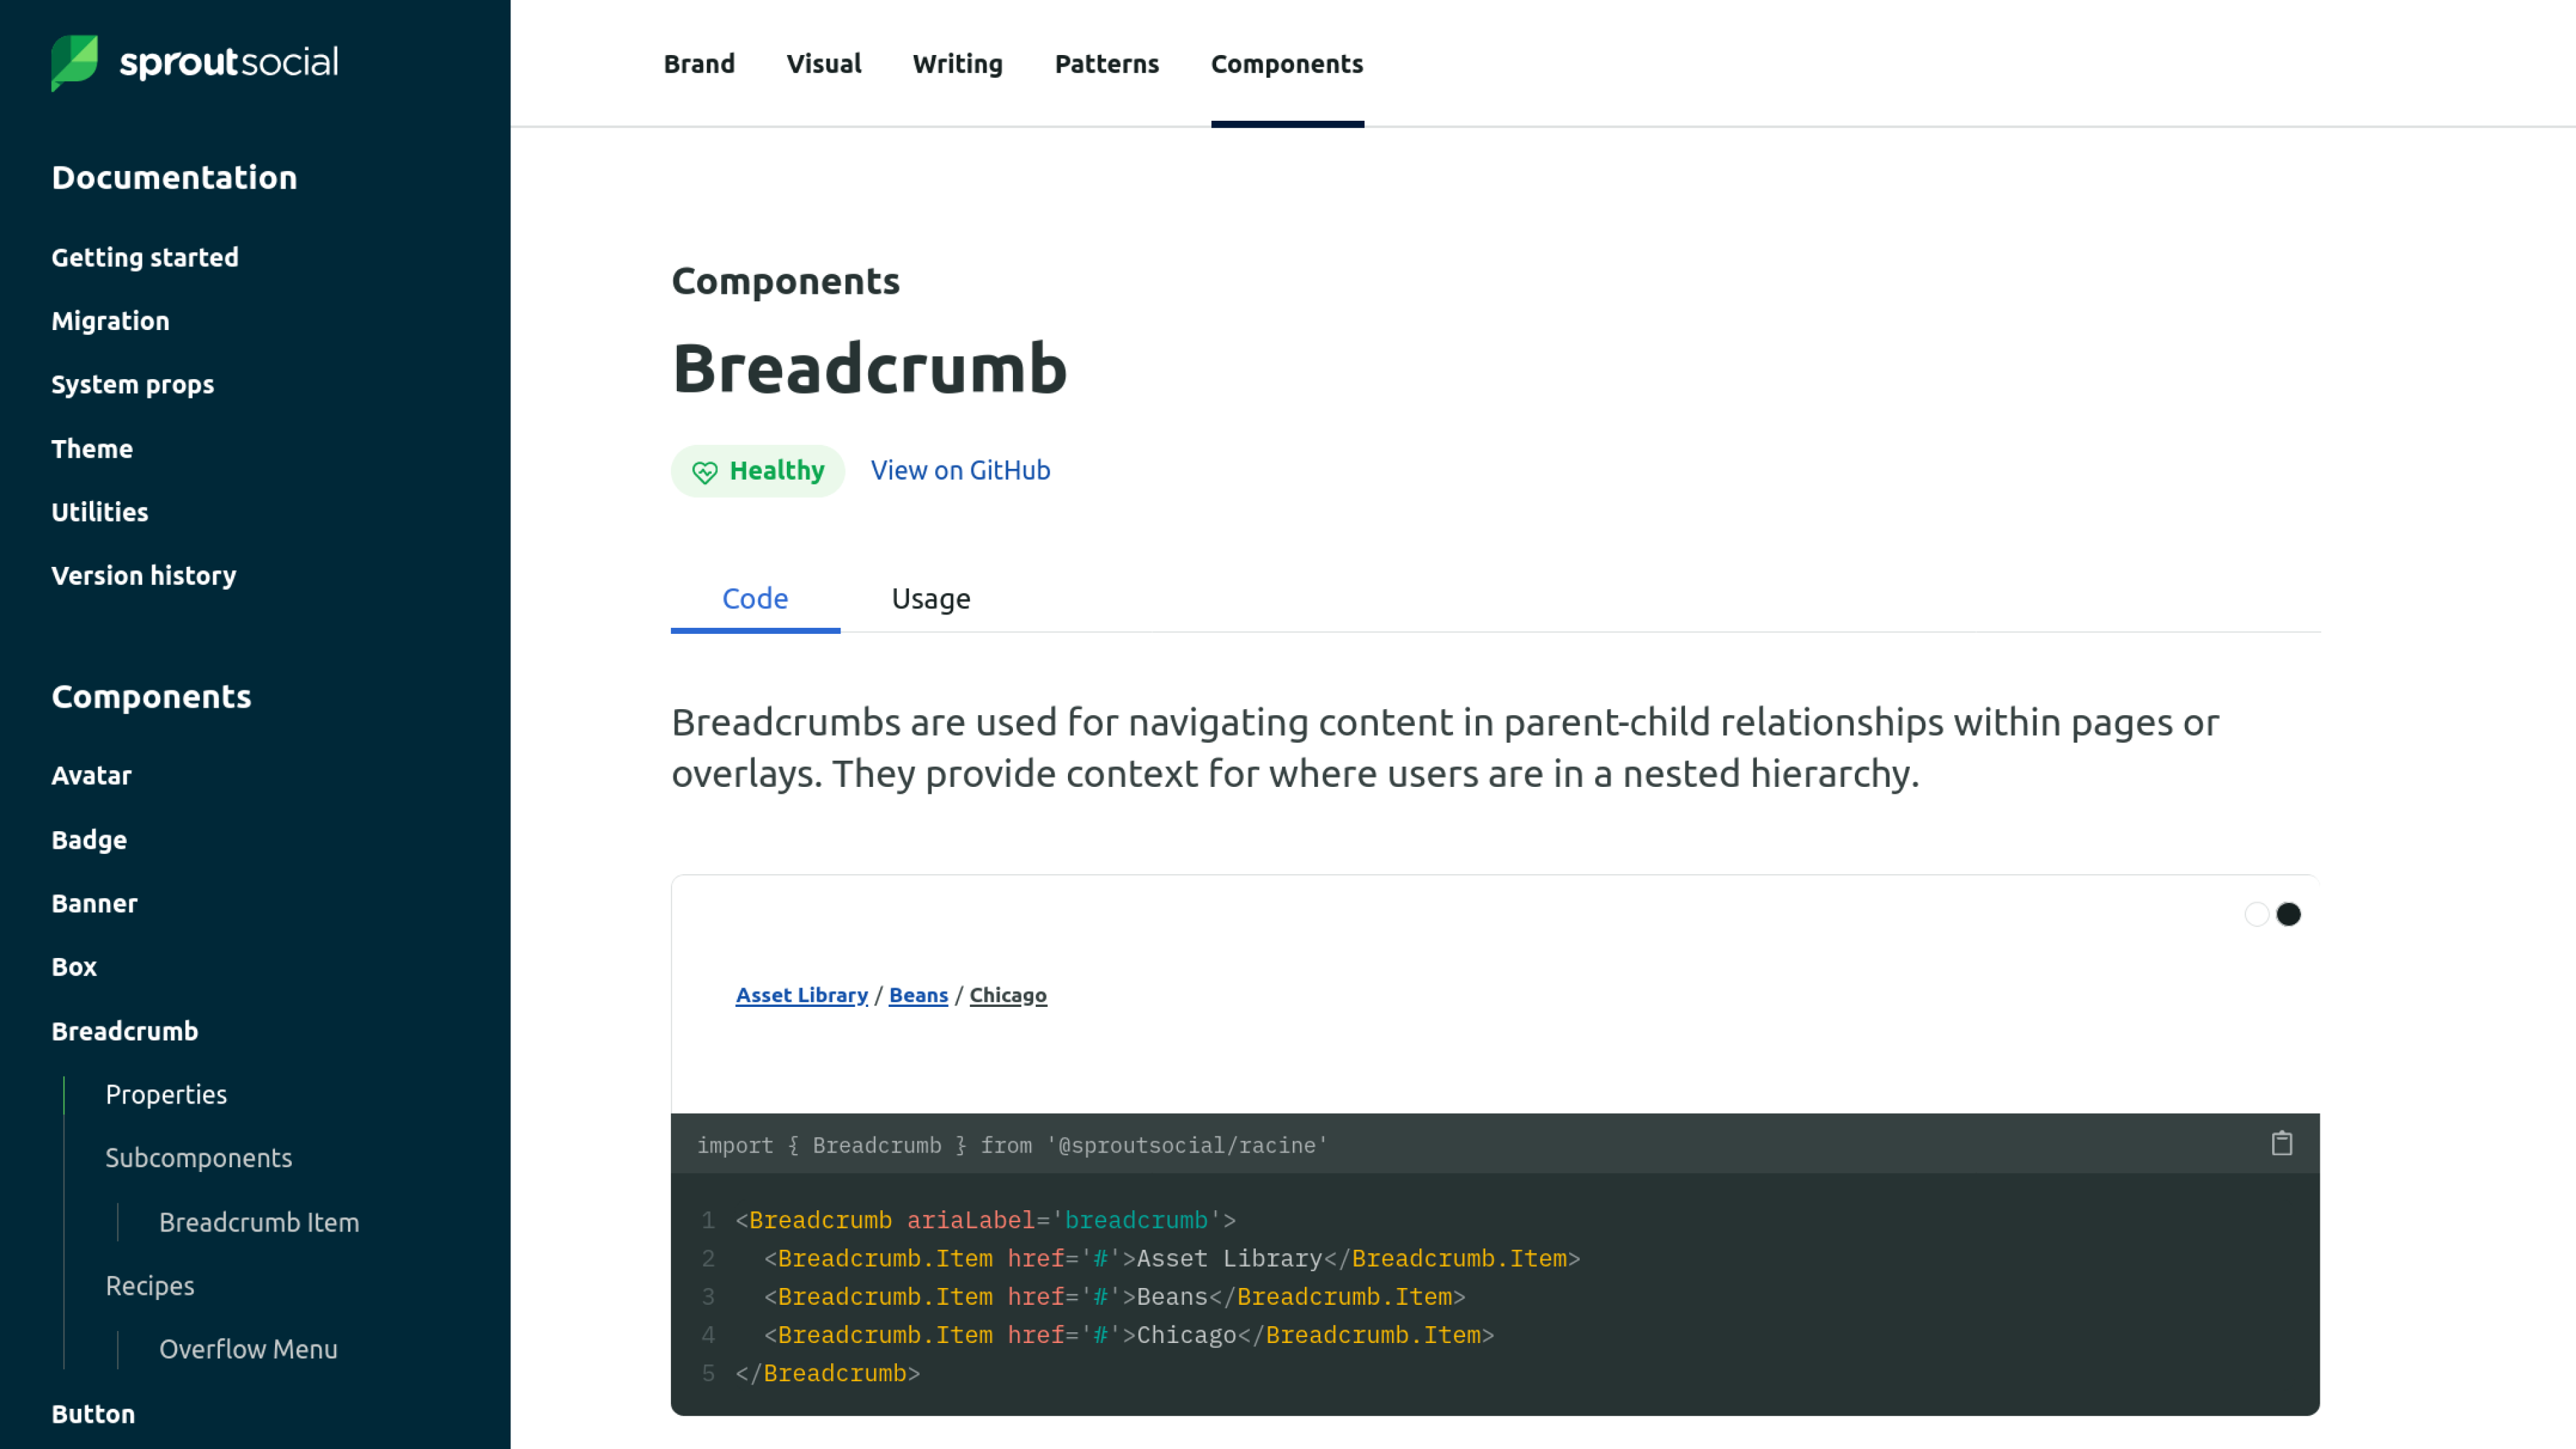 sproutsocial
Documentation
Getting started
Migration
System props
Theme
Utilities
Version history
Components
Avatar
Badge
Banner
Box
Breadcrumb
Properties
Subcomponents
Breadcrumb Item
Recipes
Overflow Menu
Button
Brand Visual Writing Patterns Components
Components
Breadcrumb
Healthy View on GitHub
Code Usage
Breadcrumbs are used for navigating content in parent-child relationships within pages or
overlays. They provide context for where users are in a nested hierarchy.
Asset Library / Beans / Chicago
import { Breadcrumb } from '@sproutsocial/racine'
1 <Breadcrumb ariaLabel='breadcrumb'>
2   <Breadcrumb.Item href='#'>Asset Library</Breadcrumb.Item>
3   <Breadcrumb.Item href='#'>Beans</Breadcrumb.Item>
4   <Breadcrumb.Item href='#'>Chicago</Breadcrumb.Item>
5 </Breadcrumb>